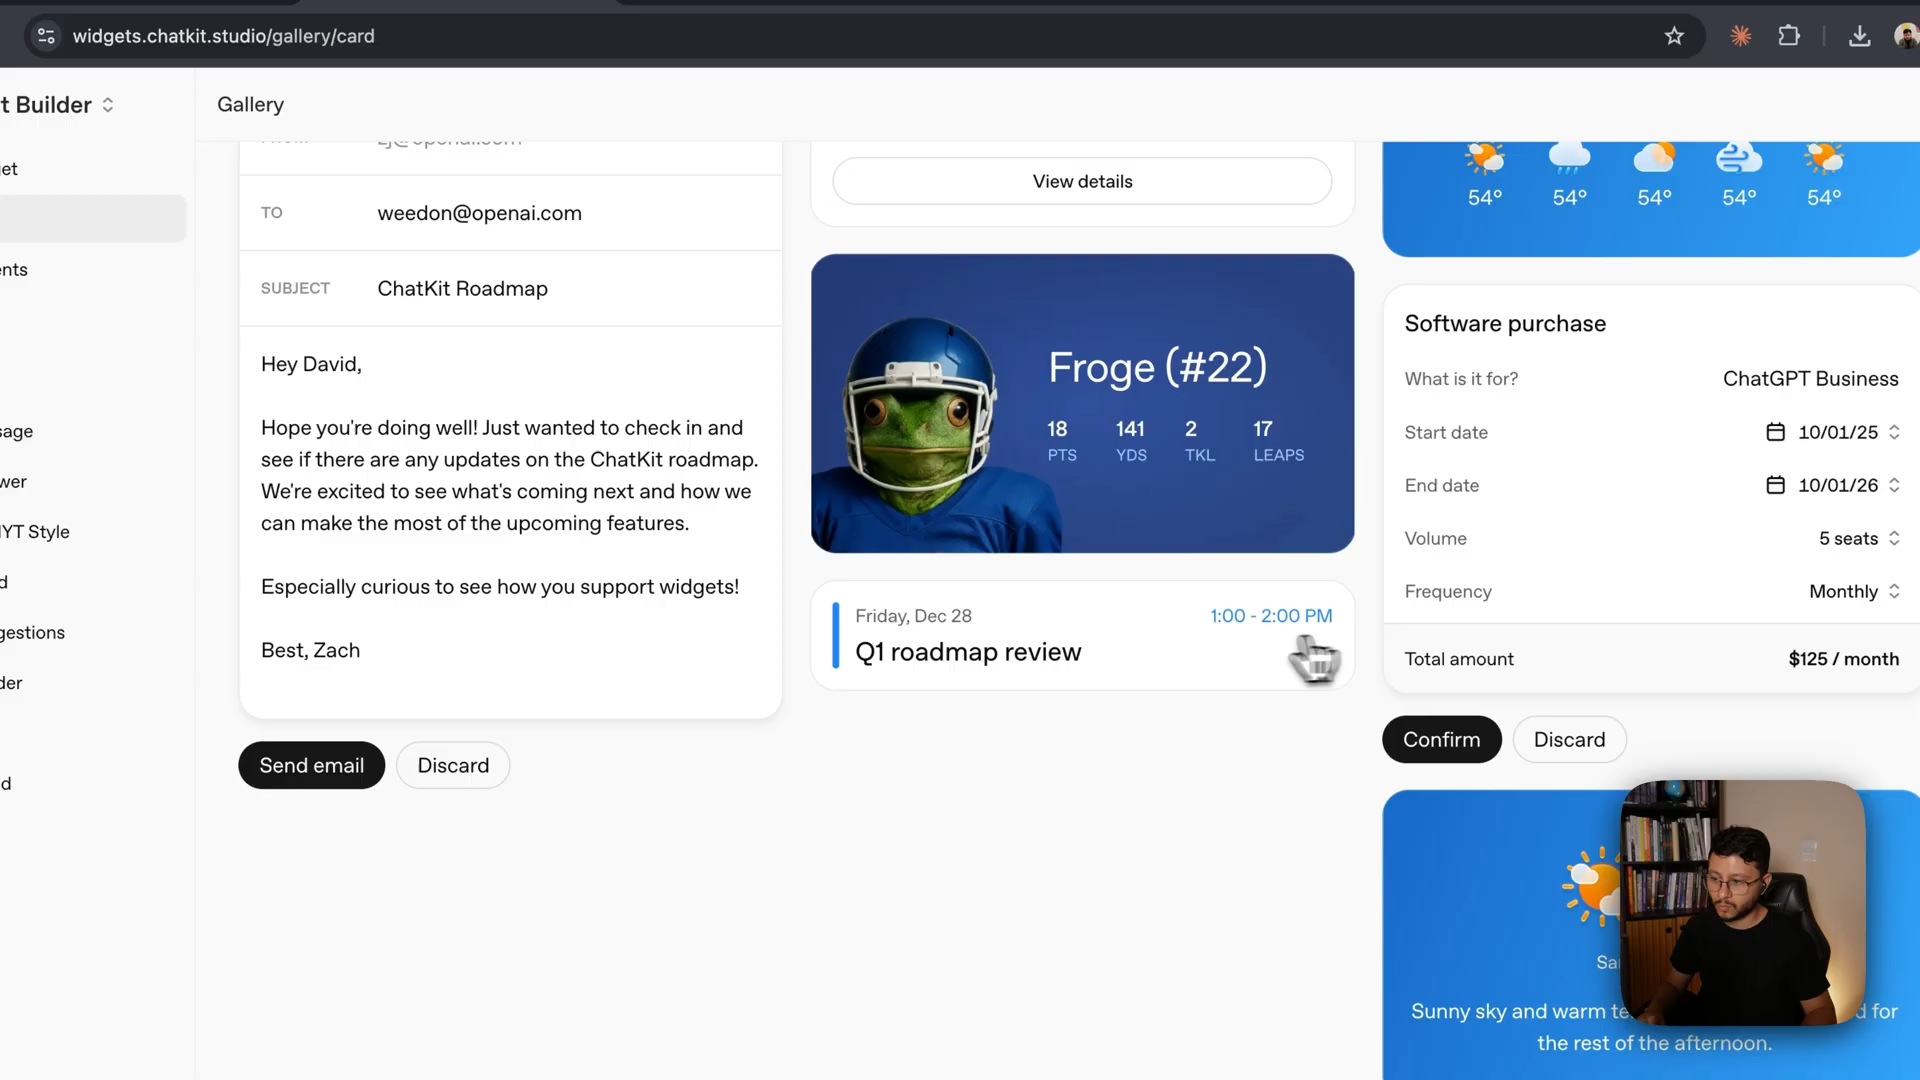 widgets.chatkit.studio/gallery/card
t Builder
Gallery
et
ents
sage
wer
IYT Style
d
gestions
der
d
zj@openai.com
TO
weedon@openai.com
SUBJECT
ChatKit Roadmap
Hey David,
Hope you're doing well! Just wanted to check in and
see if there are any updates on the ChatKit roadmap.
We're excited to see what's coming next and how we
can make the most of the upcoming features.
Especially curious to see how you support widgets!
Best, Zach
Send email
Discard
View details
Froge (#22)
18 141 2 17
PTS YDS TKL LEAPS
Friday, Dec 28
1:00 - 2:00 PM
Q1 roadmap review
54° 54° 54° 54° 54°
Software purchase
What is it for?
ChatGPT Business
Start date
10/01/25
End date
10/01/26
Volume
5 seats
Frequency
Monthly
Total amount
$125 / month
Confirm
Discard
Sa
Sunny sky and warm te
d for
the rest of the afternoon.